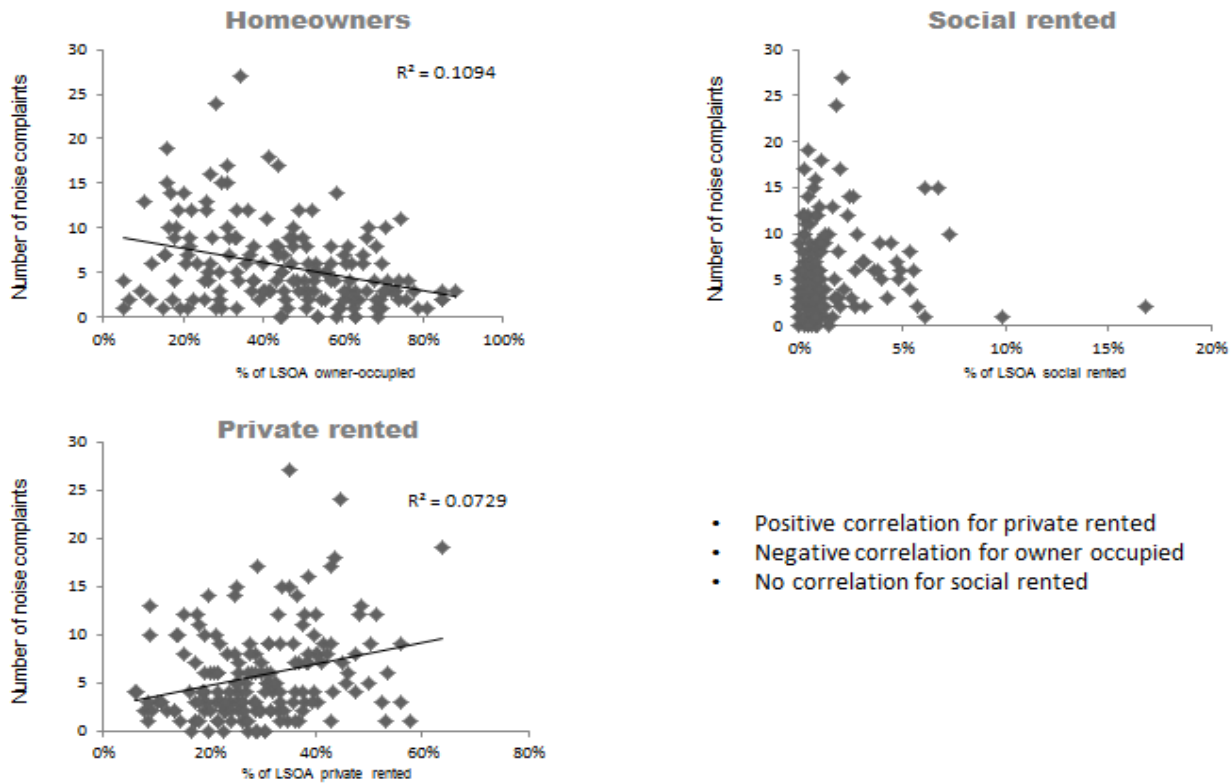 Homeowners
Number of noise complaints
30
25
20
15
10
5
0
R² = 0.1094
0% 20% 40% 60% 80% 100%
% of LSOA owner-occupied
Social rented
Number of noise complaints
30
25
20
15
10
5
0
0% 5% 10% 15% 20%
% of LSOA social rented
Private rented
Number of noise complaints
30
25
20
15
10
5
0
R² = 0.0729
0% 20% 40% 60% 80%
% of LSOA private rented
• Positive correlation for private rented
• Negative correlation for owner occupied
• No correlation for social rented